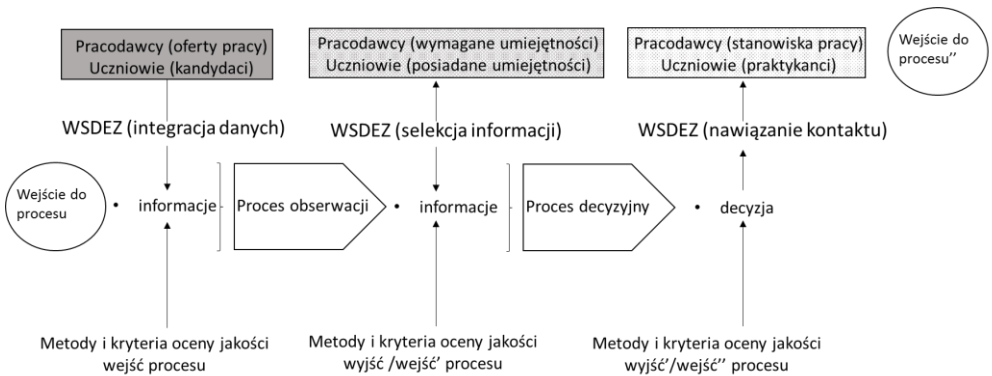 Pracodawcy (oferty pracy)
Uczniowie (kandydaci)
Pracodawcy (wymagane umiejętności)
Uczniowie (posiadane umiejętności)
Pracodawcy (stanowiska pracy)
Uczniowie (praktykanci)
Wejście do
procesu’’
WSDEZ (integracja danych)
WSDEZ (selekcja informacji)
WSDEZ (nawiązanie kontaktu)
Wejście do
procesu
• informacje
Proces obserwacji
• informacje
Proces decyzyjny
• decyzja
Metody i kryteria oceny jakości
wejść procesu
Metody i kryteria oceny jakości
wyjść /wejść’ procesu
Metody i kryteria oceny jakości
wyjść’/wejść’’ procesu